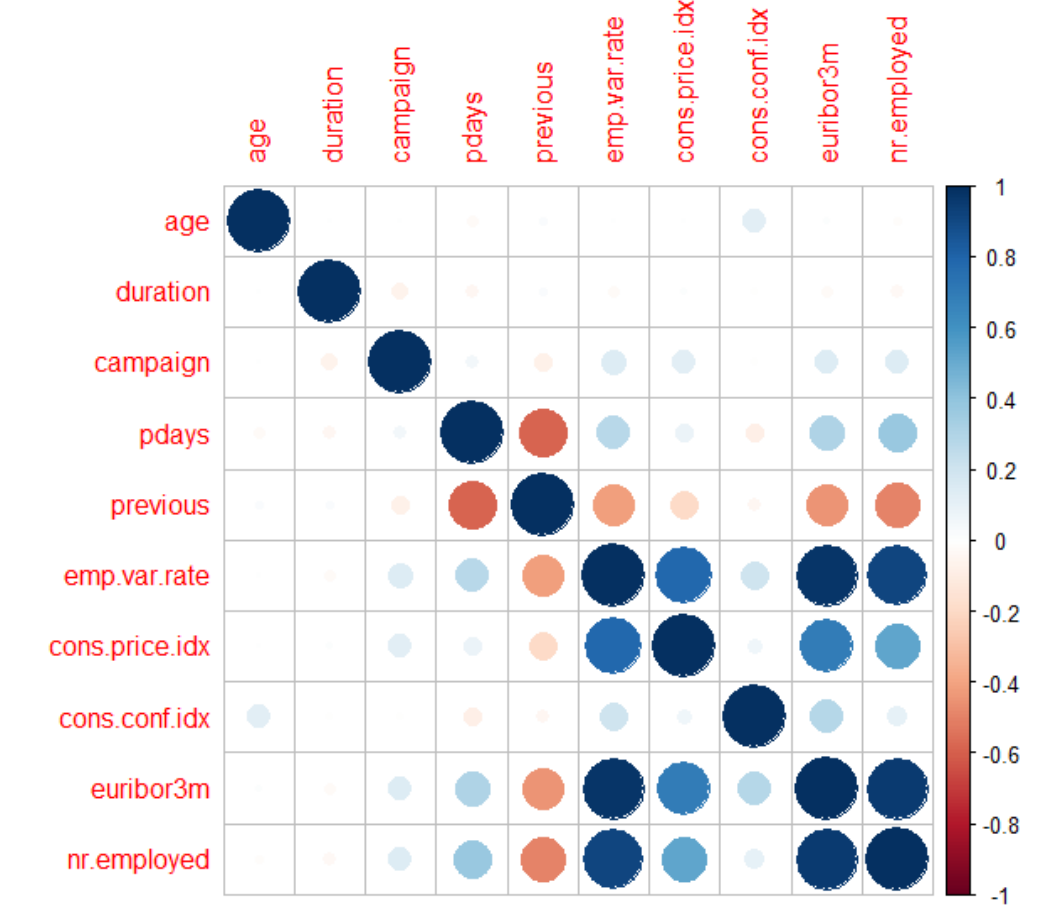 age
duration
campaign
pdays
previous
emp.var.rate
cons.price.idx
cons.conf.idx
euribor3m
nr.employed
age
duration
campaign
pdays
previous
emp.var.rate
cons.price.idx
cons.conf.idx
euribor3m
nr.employed
1
0.8
0.6
0.4
0.2
0
-0.2
-0.4
-0.6
-0.8
-1